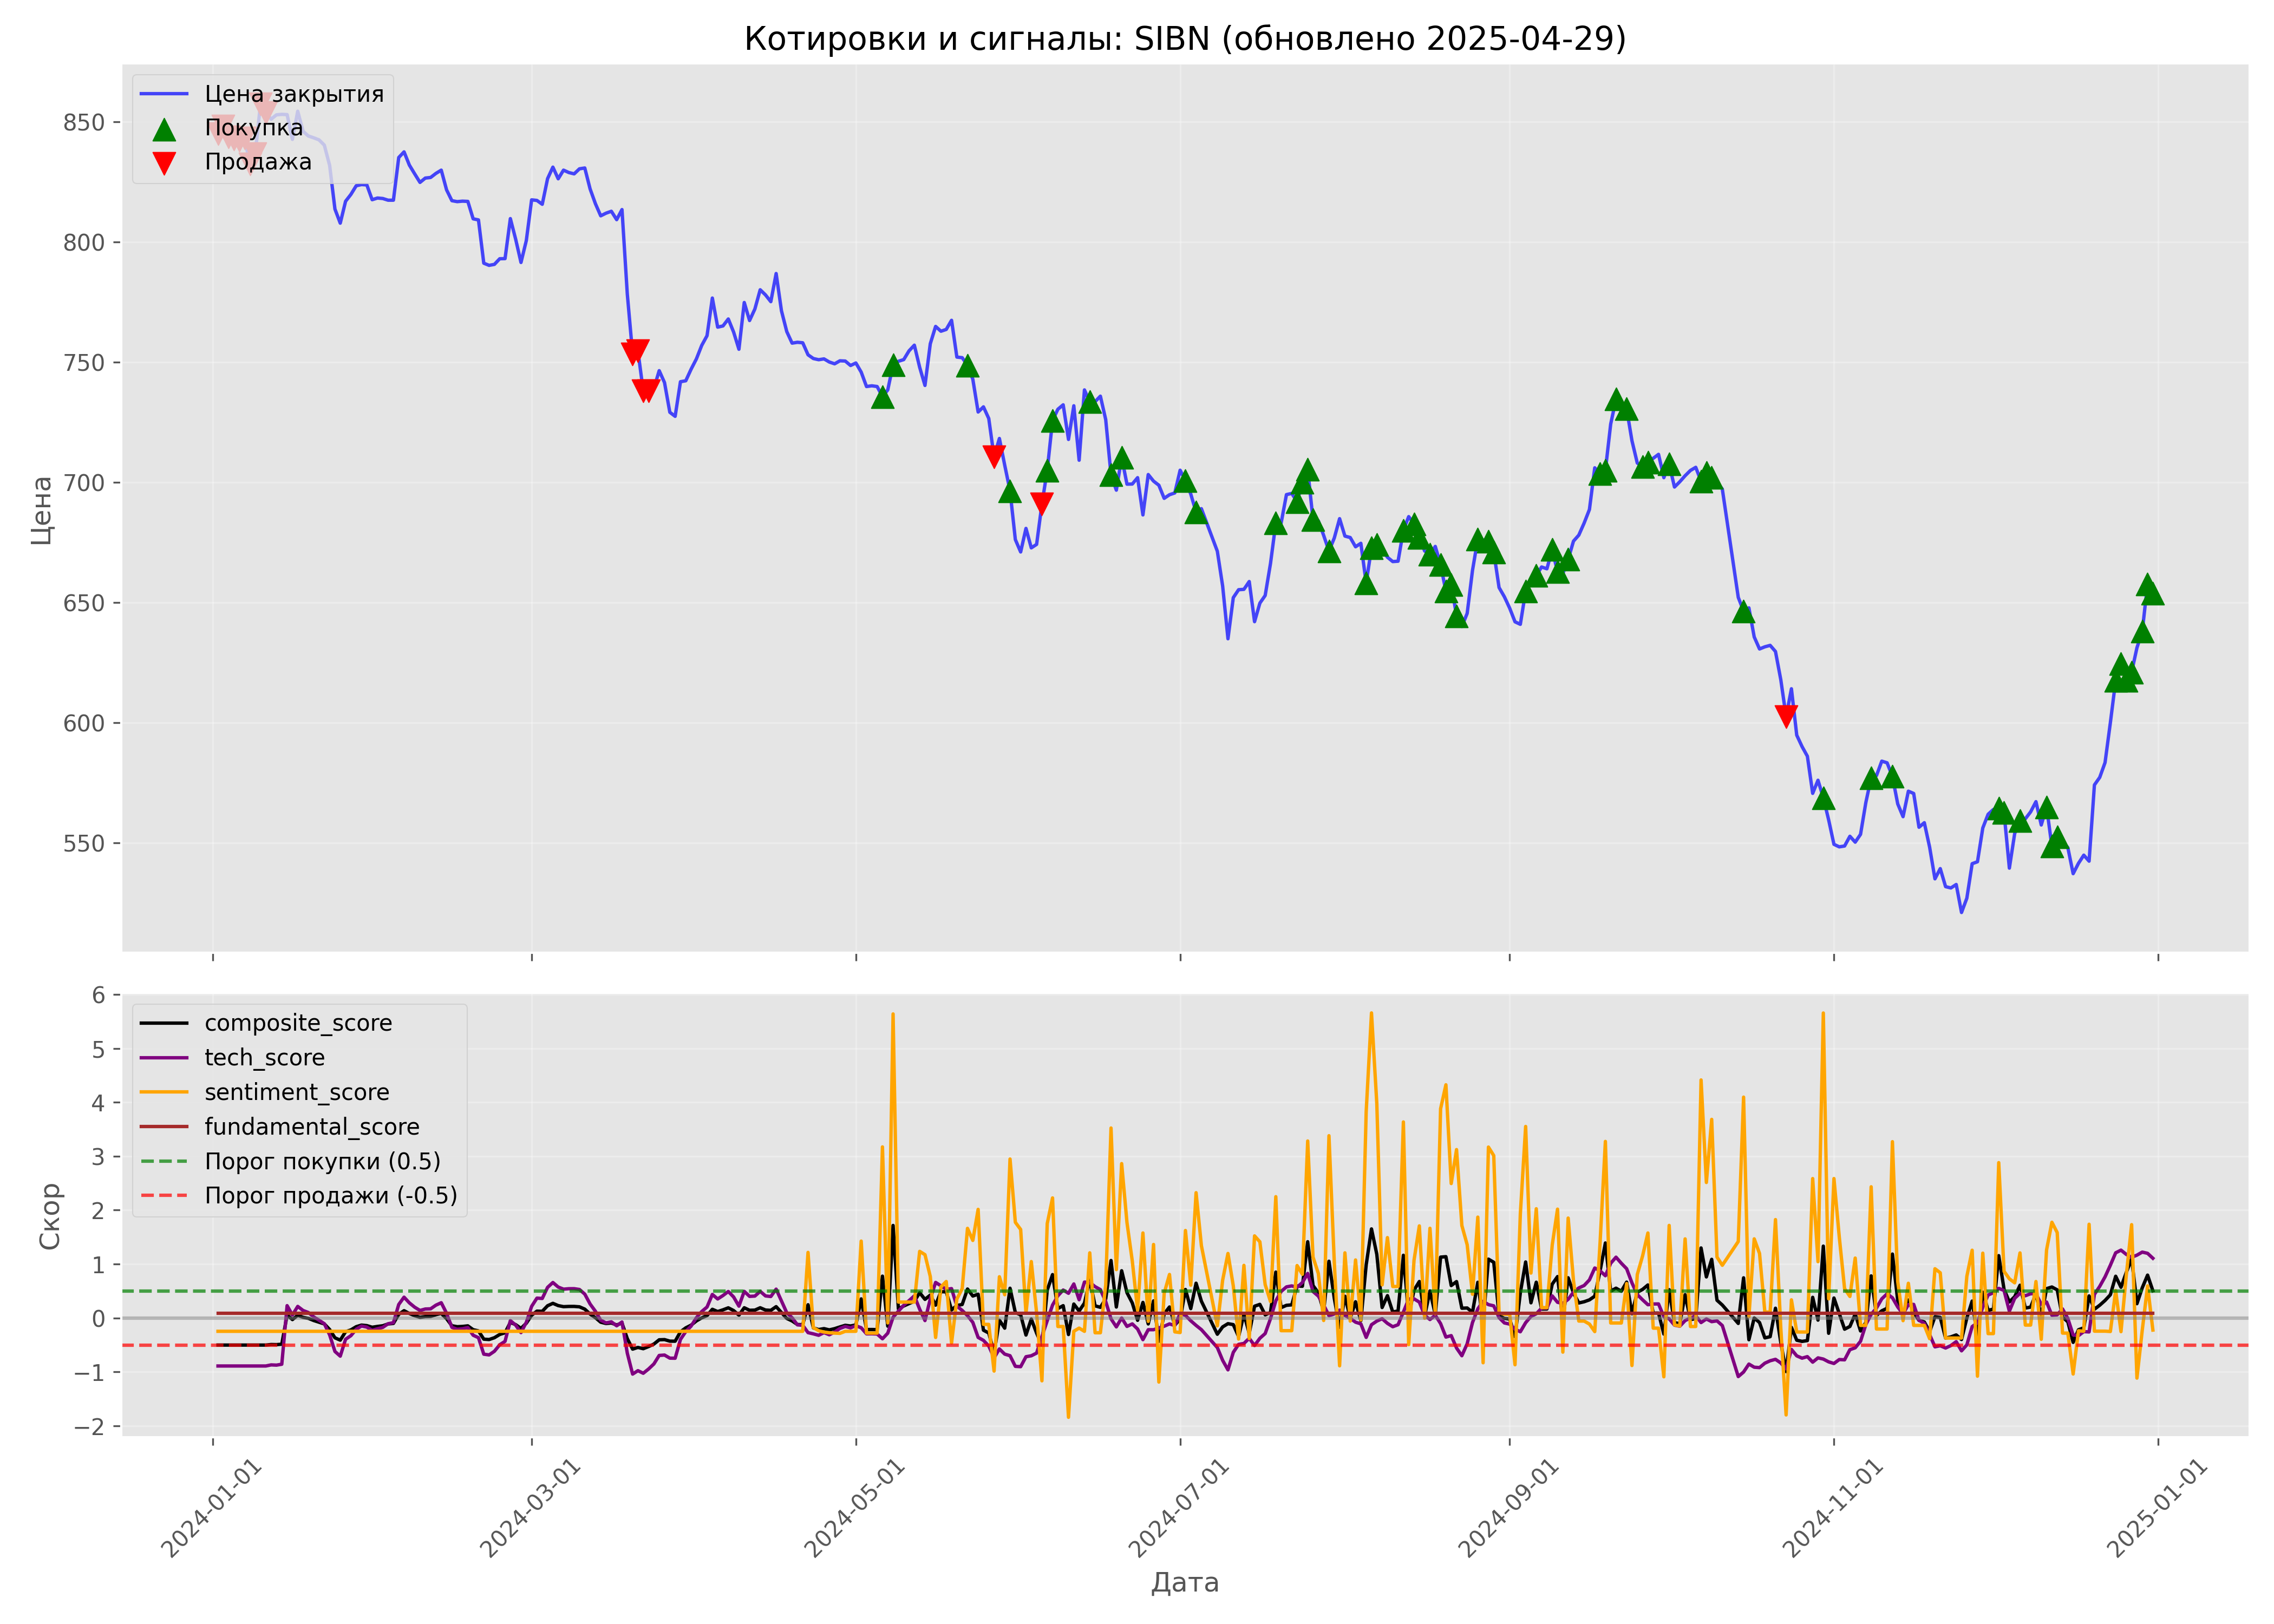 Котировки и сигналы: SIBN (обновлено 2025-04-29)
Цена закрытия
Покупка
Продажа
Цена
850
800
750
700
650
600
550
composite_score
tech_score
sentiment_score
fundamental_score
Порог покупки (0.5)
Порог продажи (-0.5)
Скор
6
5
4
3
2
1
0
−1
−2
2024-01-01
2024-03-01
2024-05-01
2024-07-01
2024-09-01
2024-11-01
2025-01-01
Дата